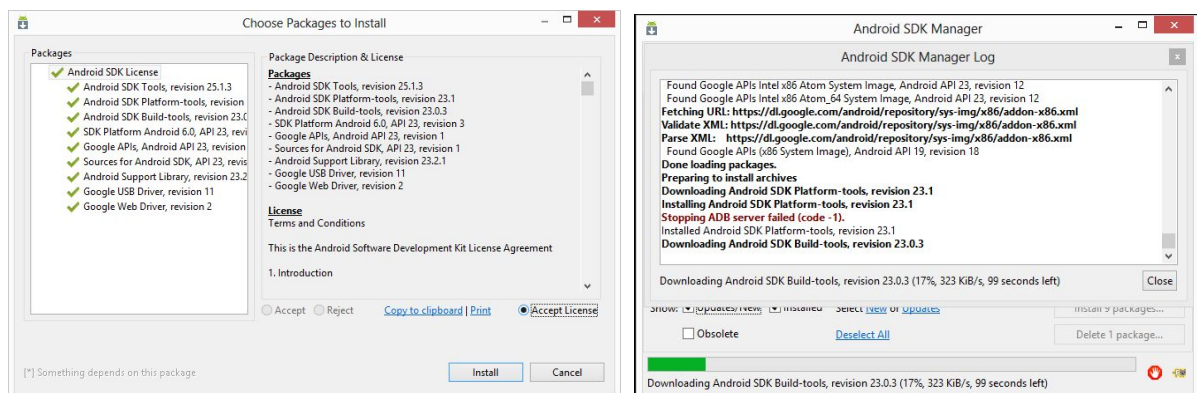 Choose Packages to Install
Packages
Android SDK License
Android SDK Tools, revision 25.1.3
Android SDK Platform-tools, revision
Android SDK Build-tools, revision 23.0
SDK Platform Android 6.0, API 23, revi
Google APIs, Android API 23, revision
Sources for Android SDK, API 23, revis
Android Support Library, revision 23.2
Google USB Driver, revision 11
Google Web Driver, revision 2
Package Description & License
Packages
- Android SDK Tools, revision 25.1.3
- Android SDK Platform-tools, revision 23.1
- Android SDK Build-tools, revision 23.0.3
- SDK Platform Android 6.0, API 23, revision 3
- Google APIs, Android API 23, revision 1
- Sources for Android SDK, API 23, revision 1
- Android Support Library, revision 23.2.1
- Google USB Driver, revision 11
- Google Web Driver, revision 2
License
Terms and Conditions
This is the Android Software Development Kit License Agreement
1. Introduction
Accept Reject Copy to clipboard | Print Accept License
[*] Something depends on this package
Install Cancel
Android SDK Manager
Android SDK Manager Log
Found Google APIs Intel x86 Atom System Image, Android API 23, revision 12
Found Google APIs Intel x86 Atom_64 System Image, Android API 23, revision 12
Fetching URL: https://dl.google.com/android/repository/sys-img/x86/addon-x86.xml
Validate XML: https://dl.google.com/android/repository/sys-img/x86/addon-x86.xml
Parse XML: https://dl.google.com/android/repository/sys-img/x86/addon-x86.xml
Found Google APIs (x86 System Image), Android API 19, revision 18
Done loading packages.
Preparing to install archives
Downloading Android SDK Platform-tools, revision 23.1
Installing Android SDK Platform-tools, revision 23.1
Stopping ADB server failed (code -1).
Installed Android SDK Platform-tools, revision 23.1
Downloading Android SDK Build-tools, revision 23.0.3
Downloading Android SDK Build-tools, revision 23.0.3 (17%, 323 KiB/s, 99 seconds left)
Close
Show: Updates/New Installed Select New or Updates Install 9 packages...
Obsolete Deselect All Delete 1 package...
Downloading Android SDK Build-tools, revision 23.0.3 (17%, 323 KiB/s, 99 seconds left)